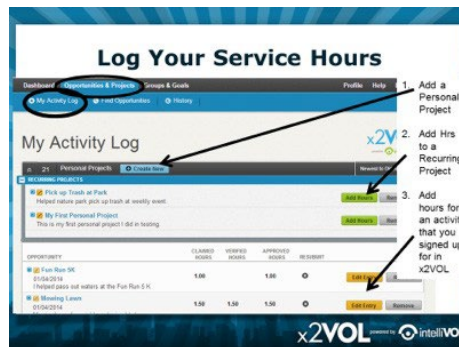 Log Your Service Hours
Dashboard Opportunities & Projects Groups & Goals Profile Help
My Activity Log Find Opportunities History
My Activity Log
x2V
21 Personal Projects Create New Newest to
RECURRING PROJECTS
Pick up Trash at Park
Helped nature park pick up trash at weekly event.
Add Hours
My First Personal Project
This is my first personal project I did in testing.
Add Hours
OPPORTUNITY CLAIMED HOURS VERIFIED HOURS APPROVED HOURS RESUBMIT
Fun Run 5K
01/04/2014 1.00 1.00 Edit Entry
I helped pass out waters at the Fun Run 5 K.
Mowing Lawn
01/04/2014 1.50 1.50 1.50 Edit Entry Remove
1. Add a
Personal
Project
2. Add Hrs
to a
Recurring
Project
3. Add
hours for
an activit
that you
signed up
for in
x2VOL
x2VOL powered by intelliVO